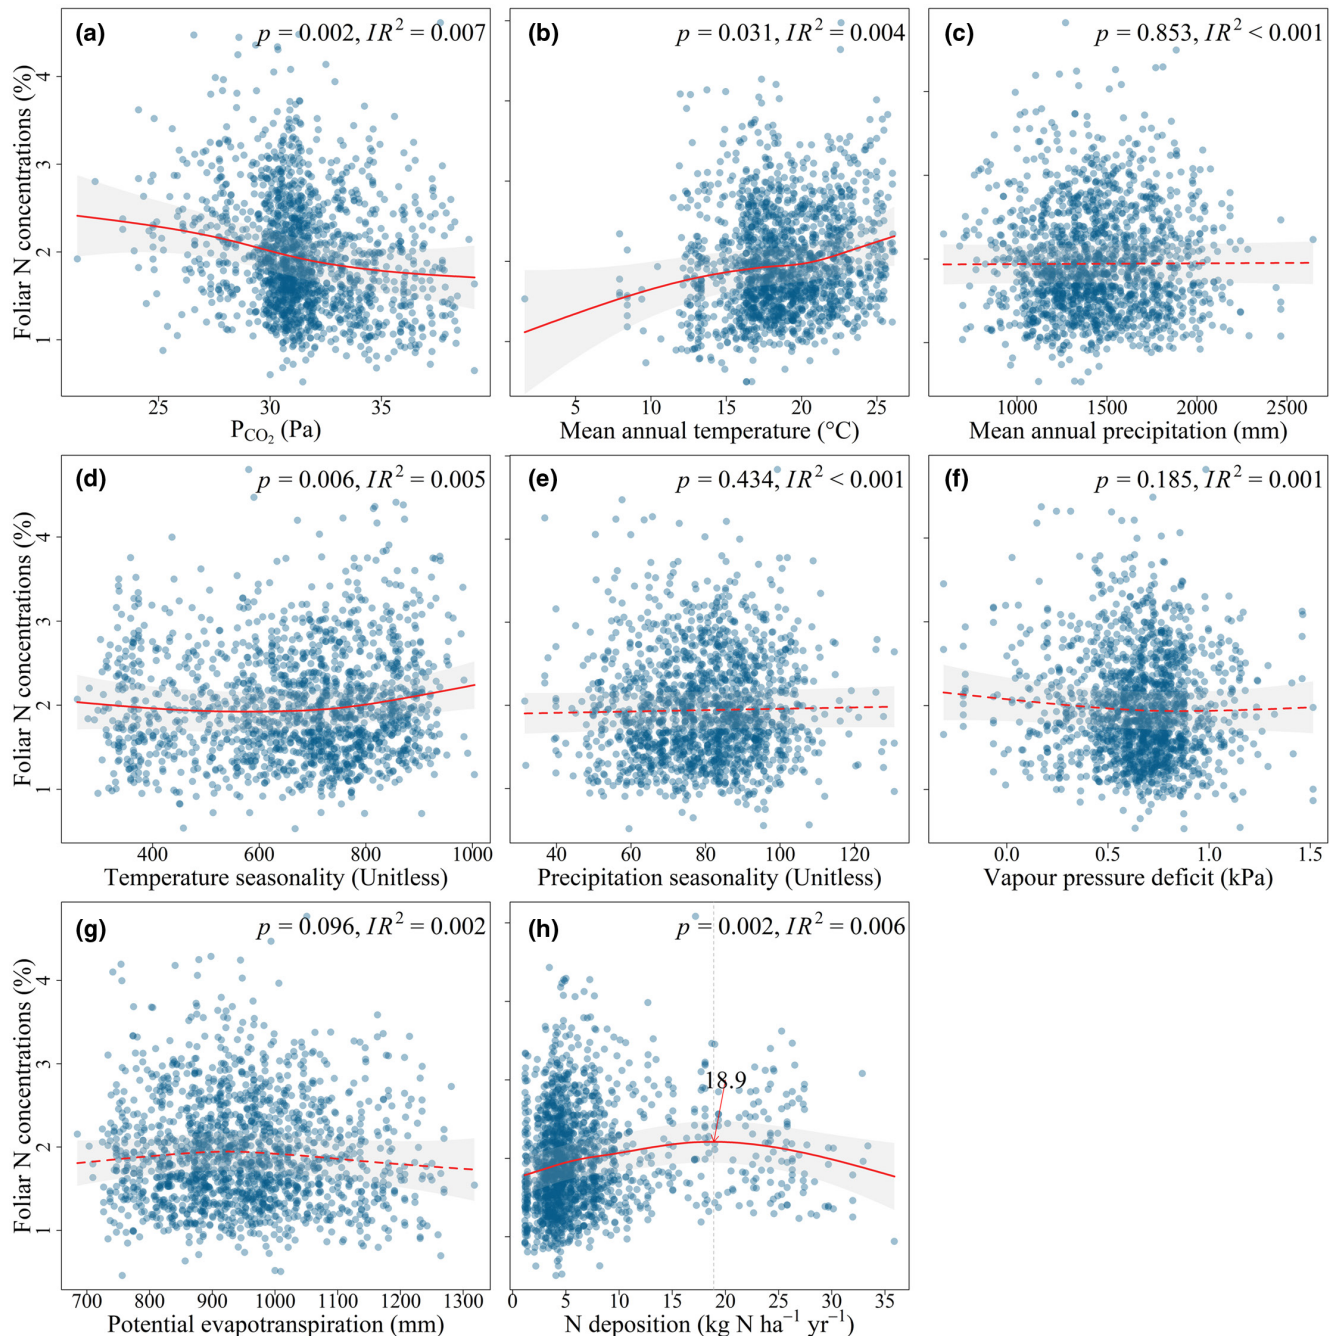 (a) p = 0.002, IR² = 0.007
Foliar N concentrations (%)
1 2 3 4
25 30 35
P_CO₂ (Pa)
(b) p = 0.031, IR² = 0.004
5 10 15 20 25
Mean annual temperature (°C)
(c) p = 0.853, IR² < 0.001
1000 1500 2000 2500
Mean annual precipitation (mm)
(d) p = 0.006, IR² = 0.005
Foliar N concentrations (%)
1 2 3 4
400 600 800 1000
Temperature seasonality (Unitless)
(e) p = 0.434, IR² < 0.001
40 60 80 100 120
Precipitation seasonality (Unitless)
(f) p = 0.185, IR² = 0.001
0.0 0.5 1.0 1.5
Vapour pressure deficit (kPa)
(g) p = 0.096, IR² = 0.002
Foliar N concentrations (%)
1 2 3 4
700 800 900 1000 1100 1200 1300
Potential evapotranspiration (mm)
(h) p = 0.002, IR² = 0.006
18.9
0 5 10 15 20 25 30 35
N deposition (kg N ha⁻¹ yr⁻¹)